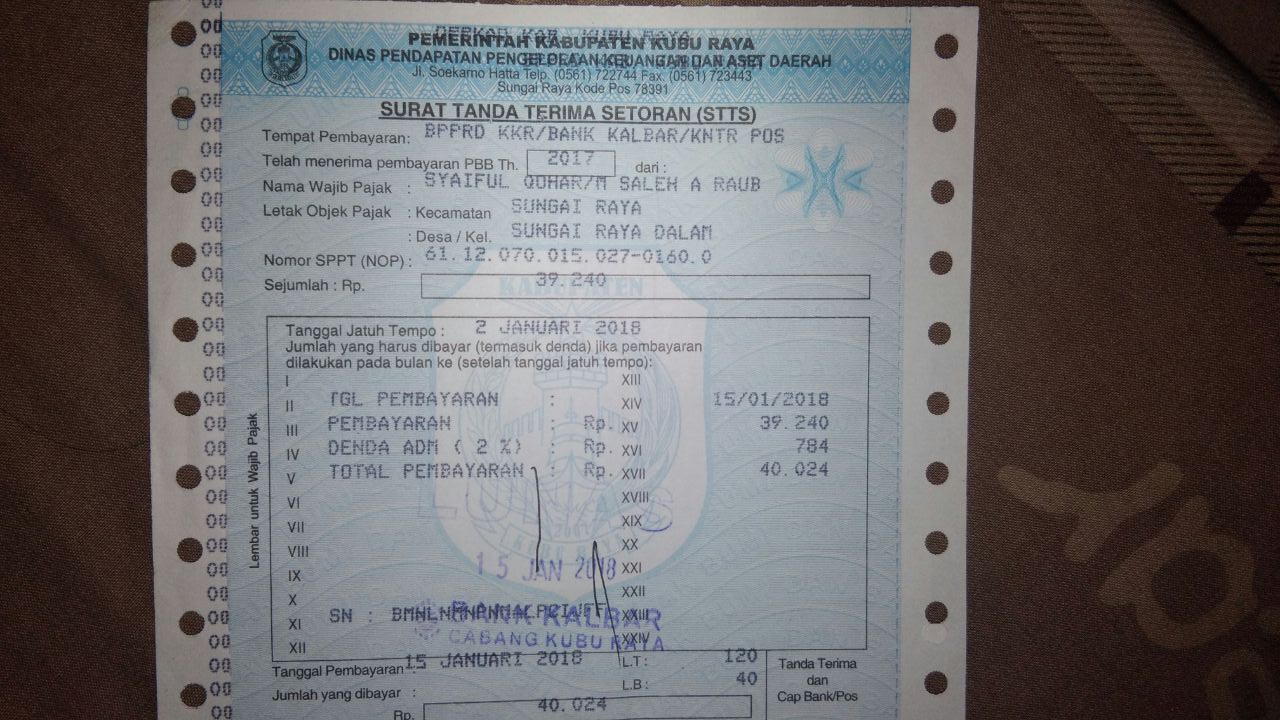 PEMERINTAH KABUPATEN KUBU RAYA
DINAS PENDAPATAN PENGELOLAAN KEUANGAN DAN ASET DAERAH
Jl. Soekarno Hatta Telp. (0561) 722744 Fax. (0561) 723443
Sungai Raya Kode Pos 78391
SURAT TANDA TERIMA SETORAN (STTS)
Tempat Pembayaran: BPPRD KKR/BANK KALBAR/KNTR POS
Telah menerima pembayaran PBB Th. 2017 dari :
Nama Wajib Pajak : SYAIFUL QOHAR/M SALEH A RAUB
Letak Objek Pajak : Kecamatan SUNGAI RAYA
: Desa / Kel. SUNGAI RAYA DALAM
Nomor SPPT (NOP) : 61.12.070.015.027-0160.0
Sejumlah : Rp. 39.240
Tanggal Jatuh Tempo : 2 JANUARI 2018
Jumlah yang harus dibayar (termasuk denda) jika pembayaran
dilakukan pada bulan ke (setelah tanggal jatuh tempo):
I XIII
II TGL PEMBAYARAN : XIV 15/01/2018
III PEMBAYARAN : Rp. XV 39.240
IV DENDA ADM ( 2 %) : Rp. XVI 784
V TOTAL PEMBAYARAN : Rp. XVII 40.024
VI XVIII
LUNAS
VII XIX
VIII XX
IX 15 JAN 2018 XXI
X XXII
XI SN : XXIII
BANK KALBAR
CABANG KUBU RAYA
XII XXIV
Lembar untuk Wajib Pajak
Tanggal Pembayaran : 15 JANUARI 2018 L.T : 120
Jumlah yang dibayar : L.B : 40
Rp. 40.024
Tanda Terima
dan
Cap Bank/Pos